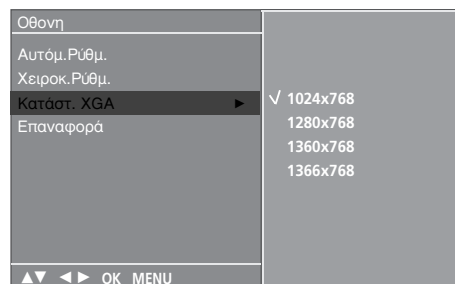 Οθονη
Αυτόμ.Ρύθμ.
Χειροκ.Ρύθμ.
Κατάστ. XGA ►
Επαναφορά
√ 1024x768
1280x768
1360x768
1366x768
▲▼ ◄► OK MENU